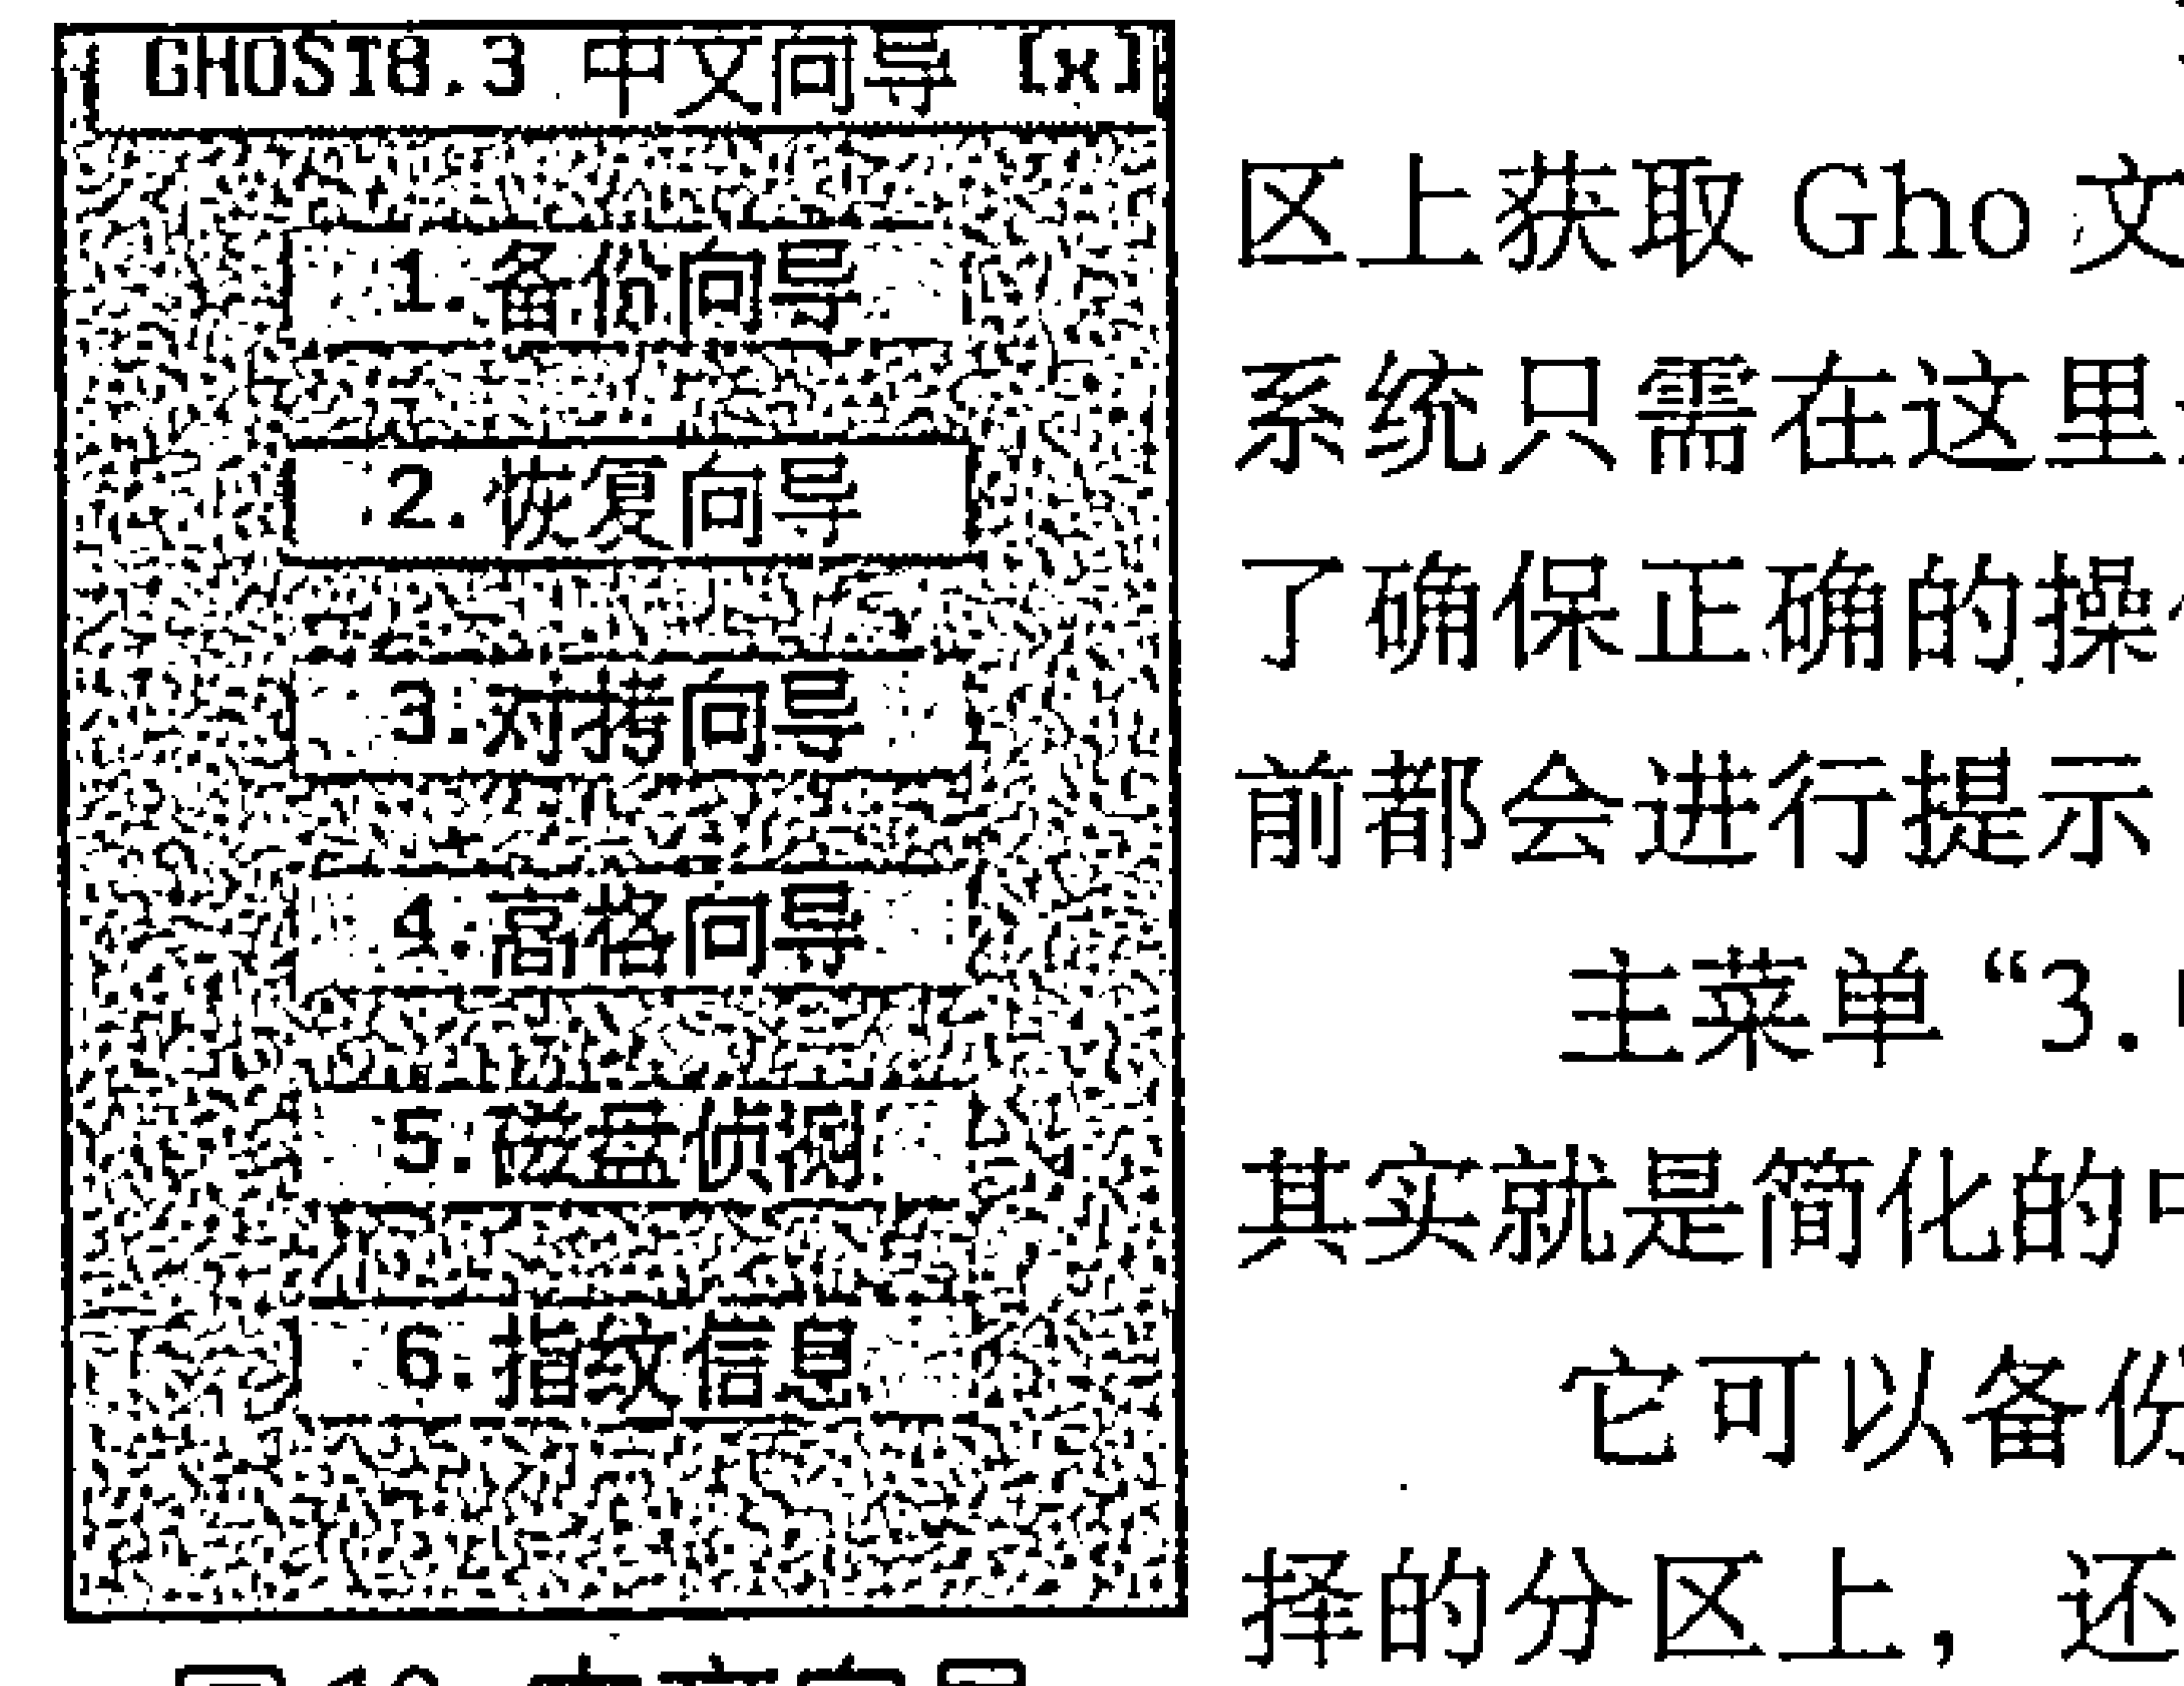 GHOST8.3 中文向导 [x]
1.备份向导
2.恢复向导
3.对拷向导
4.高格向导
5.磁盘侦测
6.指纹信息
区上获取 Gho 文
系统只需在这里
了确保正确的操
前都会进行提示
主菜单“3.
其实就是简化的中
它可以备份
择的分区上，还